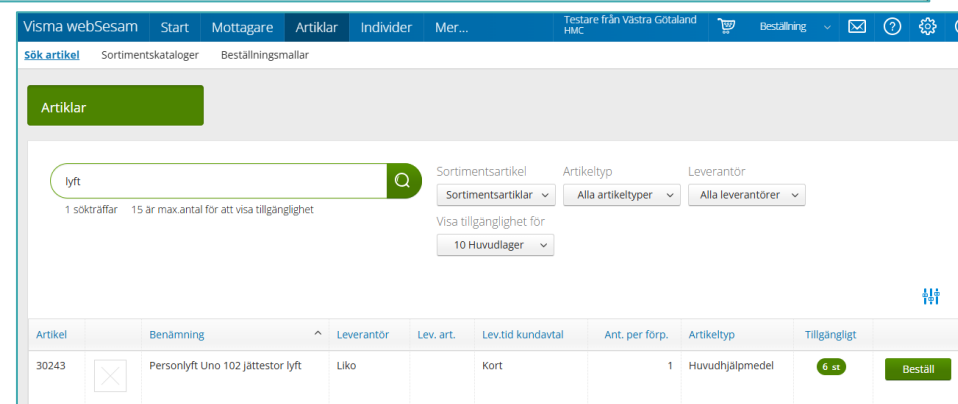 Visma webSesam Start Mottagare Artiklar Individer Mer... Testare från Västra Götaland HMC Beställning
Sök artikel Sortimentskataloger Beställningsmallar
Artiklar
lyft
1 sökträffar 15 är max.antal för att visa tillgänglighet
Sortimentsartikel Artikeltyp Leverantör
Sortimentsartiklar Alla artikeltyper Alla leverantörer
Visa tillgänglighet för
10 Huvudlager
Artikel Benämning Leverantör Lev. art. Lev.tid kundavtal Ant. per förp. Artikeltyp Tillgängligt
30243 Personlyft Uno 102 jättestor lyft Liko Kort 1 Huvudhjälpmedel 6 st Beställ